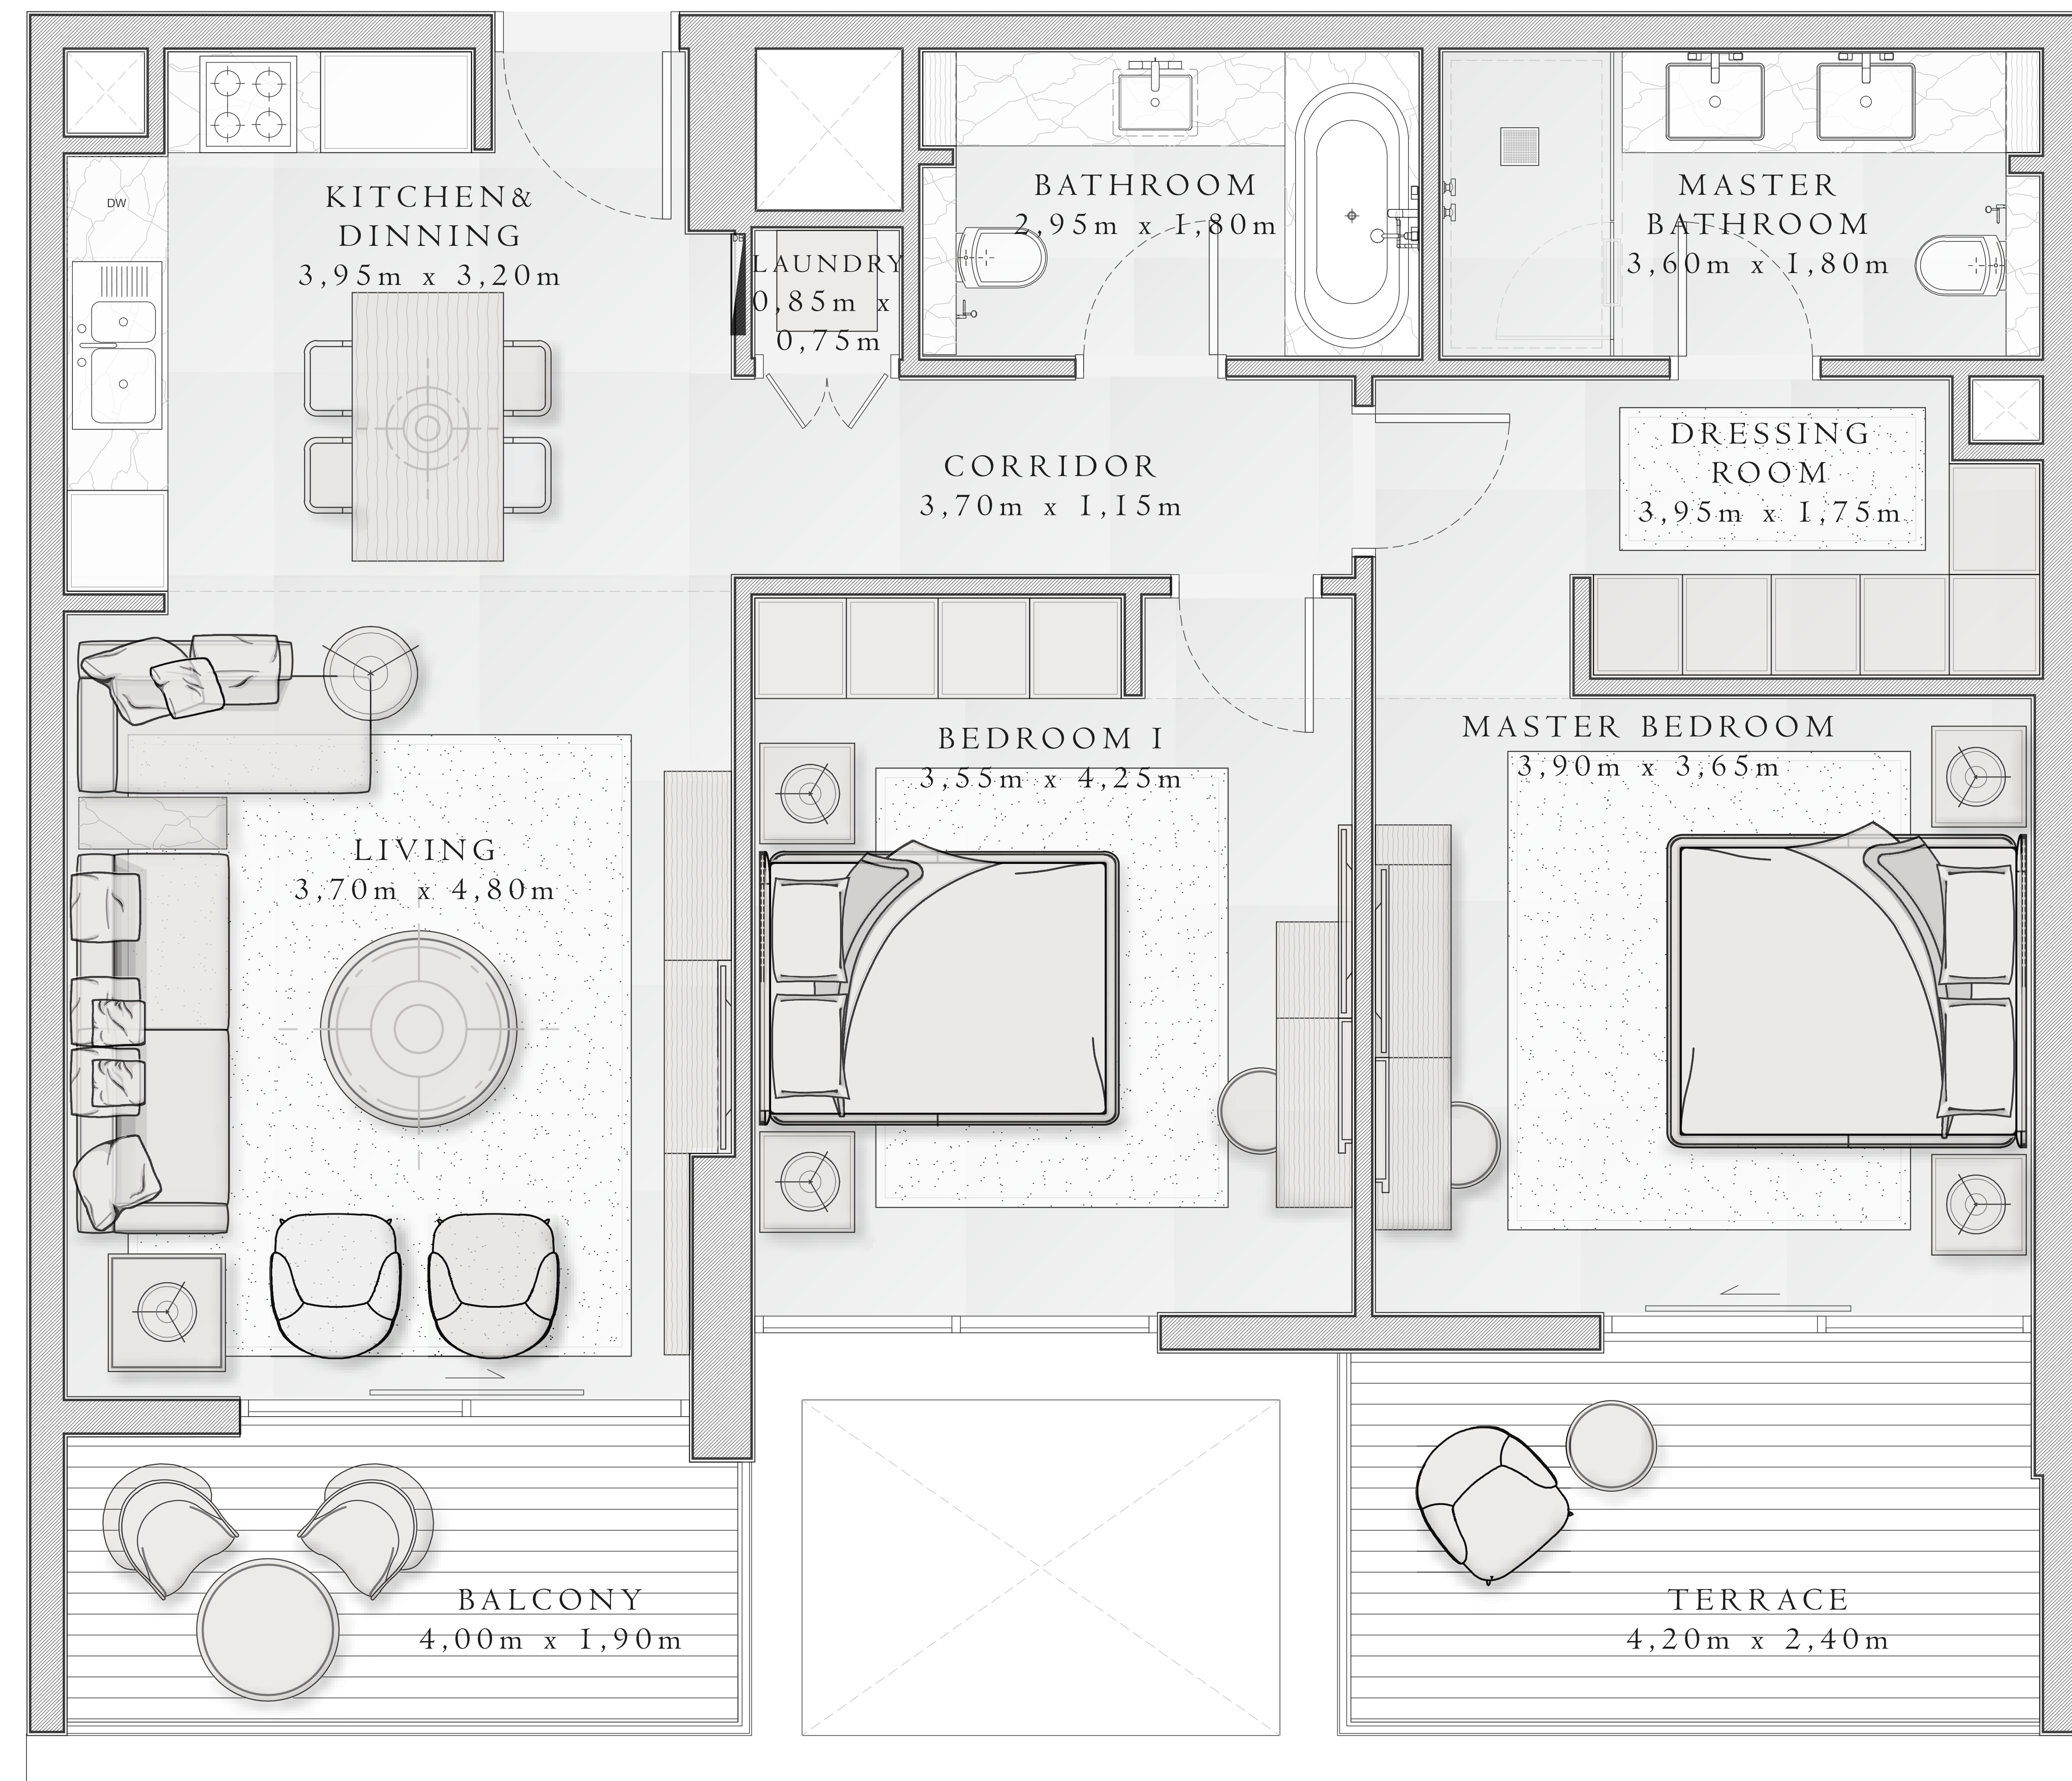 KITCHEN&
DINNING
3,95m x 3,20m
DW
LAUNDRY
0,85m x
0,75m
BATHROOM
2,95m x 1,80m
MASTER
BATHROOM
3,60m x 1,80m
CORRIDOR
3,70m x 1,15m
DRESSING
ROOM
3,95m x 1,75m
LIVING
3,70m x 4,80m
BEDROOM I
3,55m x 4,25m
MASTER BEDROOM
3,90m x 3,65m
BALCONY
4,00m x 1,90m
TERRACE
4,20m x 2,40m